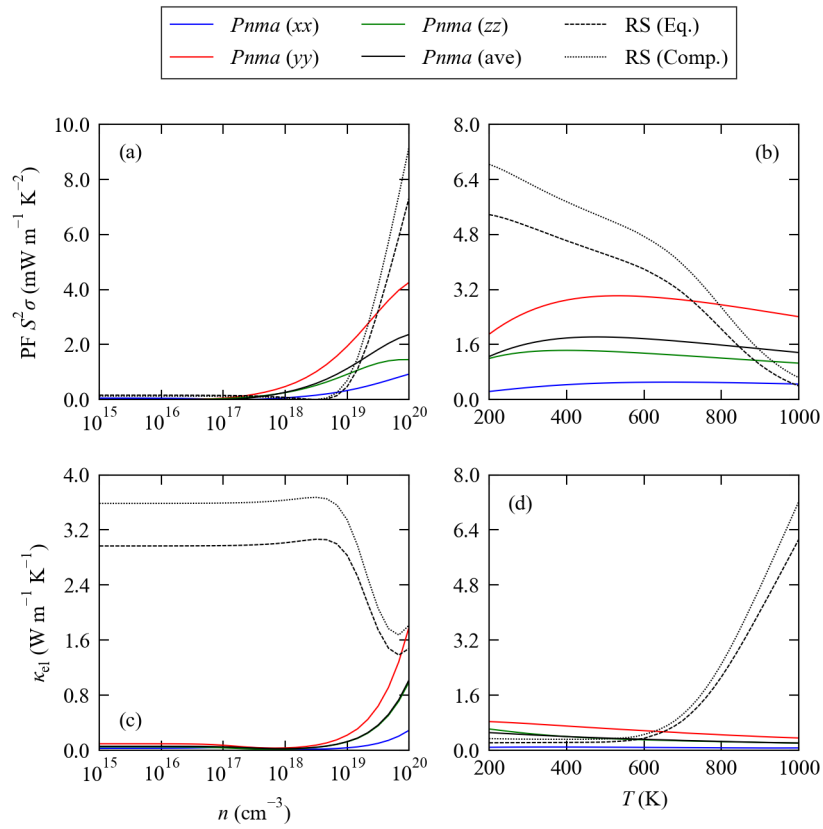 Pnma (xx) Pnma (zz) RS (Eq.)
Pnma (yy) Pnma (ave) RS (Comp.)
PF S² σ (mW m⁻¹ K⁻²)
10.0
8.0
6.0
4.0
2.0
0.0
(a)
10¹⁵ 10¹⁶ 10¹⁷ 10¹⁸ 10¹⁹ 10²⁰
8.0
6.4
4.8
3.2
1.6
0.0
(b)
200 400 600 800 1000
κel (W m⁻¹ K⁻¹)
4.0
3.2
2.4
1.6
0.8
0.0
(c)
10¹⁵ 10¹⁶ 10¹⁷ 10¹⁸ 10¹⁹ 10²⁰
n (cm⁻³)
8.0
6.4
4.8
3.2
1.6
0.0
(d)
200 400 600 800 1000
T (K)